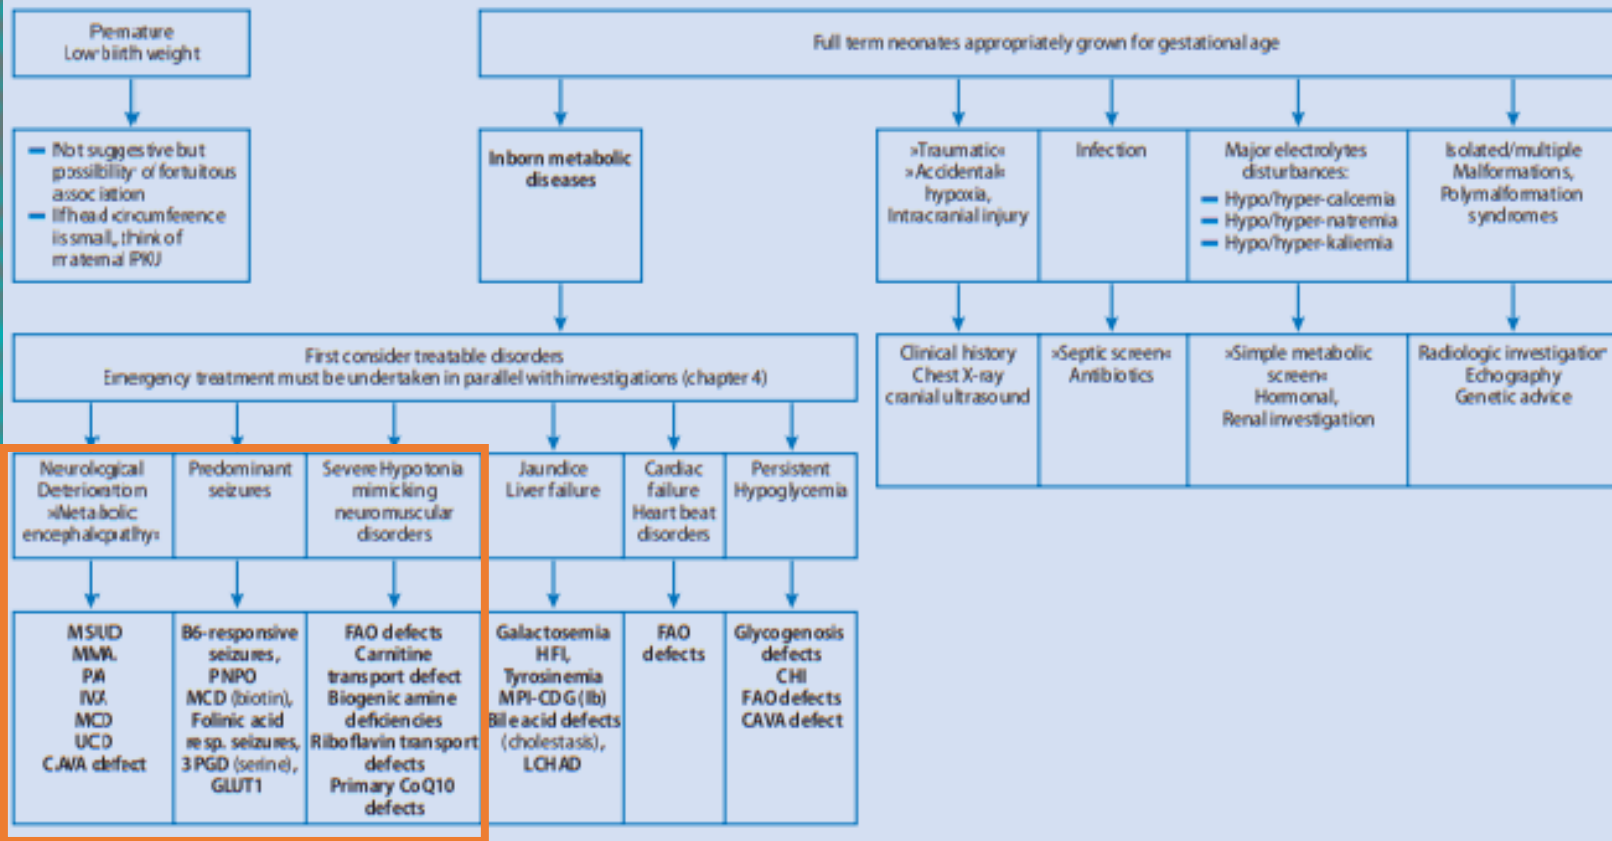 Premature
Low birth weight
Full term neonates appropriately grown for gestational age
Not suggestive but
possibility of fortuitous
association
If head circumference
is small, think of
maternal PKU
Inborn metabolic
diseases
»Traumatic«
»Accidental«
hypoxia,
Intracranial injury
Infection
Major electrolytes
disturbances:
Hypo/hyper-calcemia
Hypo/hyper-natremia
Hypo/hyper-kaliemia
Isolated/multiple
Malformations,
Polymalformation
syndromes
First consider treatable disorders
Emergency treatment must be undertaken in parallel with investigations (chapter 4)
Clinical history
Chest X-ray
cranial ultrasound
»Septic screen«
Antibiotics
»Simple metabolic
screen«
Hormonal,
Renal investigation
Radiologic investigation
Echography
Genetic advice
Neurological
Deterioration
»Metabolic
encephalopathy«
Predominant
seizures
Severe Hypotonia
mimicking
neuromuscular
disorders
Jaundice
Liver failure
Cardiac
failure
Heart beat
disorders
Persistent
Hypoglycemia
MSUD
MMA
PA
IVA
MCD
UCD
CAVA defect
B6-responsive
seizures,
PNPO
MCD (biotin),
Folinic acid
resp. seizures,
3PGD (serine),
GLUT1
FAO defects
Carnitine
transport defect
Biogenic amine
deficiencies
Riboflavin transport
defects
Primary CoQ10
defects
Galactosemia
HFI,
Tyrosinemia
MPI-CDG (Ib)
Bile acid defects
(cholestasis),
LCHAD
FAO
defects
Glycogenosis
defects
CHI
FAO defects
CAVA defect